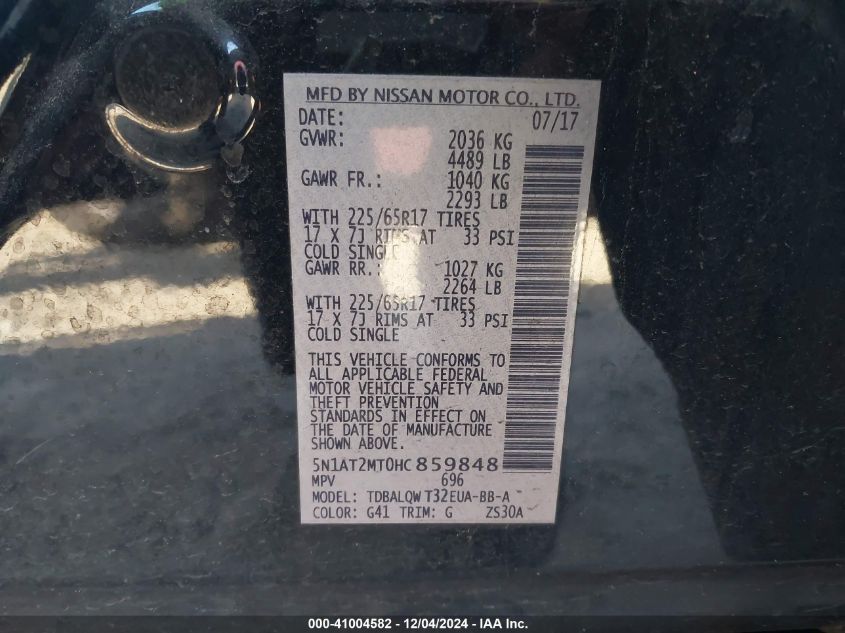 MFD BY NISSAN MOTOR CO., LTD.
DATE: 07/17
GVWR: 2036 KG
4489 LB
GAWR FR.: 1040 KG
2293 LB
WITH 225/65R17 TIRES
17 X 7J RIMS AT 33 PSI
COLD SINGLE
GAWR RR.: 1027 KG
2264 LB
WITH 225/65R17 TIRES
17 X 7J RIMS AT 33 PSI
COLD SINGLE
THIS VEHICLE CONFORMS TO
ALL APPLICABLE FEDERAL
MOTOR VEHICLE SAFETY AND
THEFT PREVENTION
STANDARDS IN EFFECT ON
THE DATE OF MANUFACTURE
SHOWN ABOVE.
5N1AT2MT0HC859848
MPV 696
MODEL: TDBALQW T32EUA-BB-A
COLOR: G41 TRIM: G ZS30A
000-41004582 - 12/04/2024 - IAA Inc.